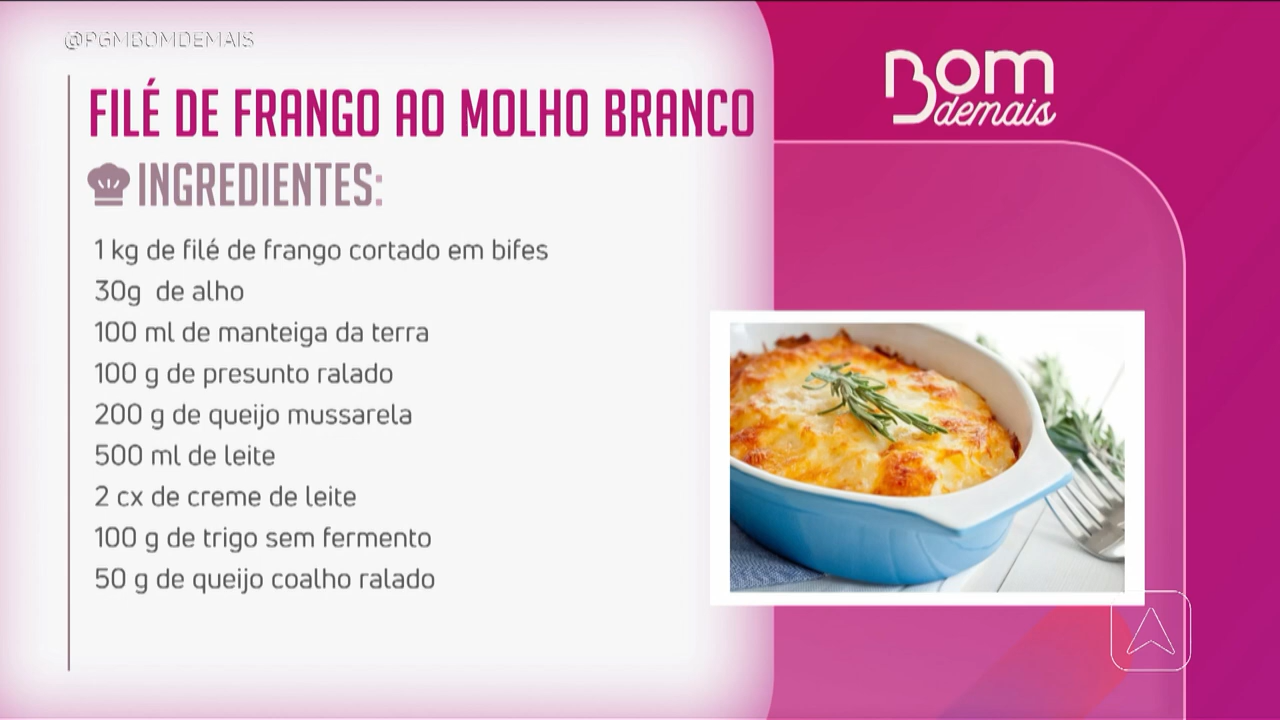 @PGMBOMDEMAIS
Bom
demais
FILÉ DE FRANGO AO MOLHO BRANCO
INGREDIENTES:
1 kg de filé de frango cortado em bifes
30g de alho
100 ml de manteiga da terra
100 g de presunto ralado
200 g de queijo mussarela
500 ml de leite
2 cx de creme de leite
100 g de trigo sem fermento
50 g de queijo coalho ralado